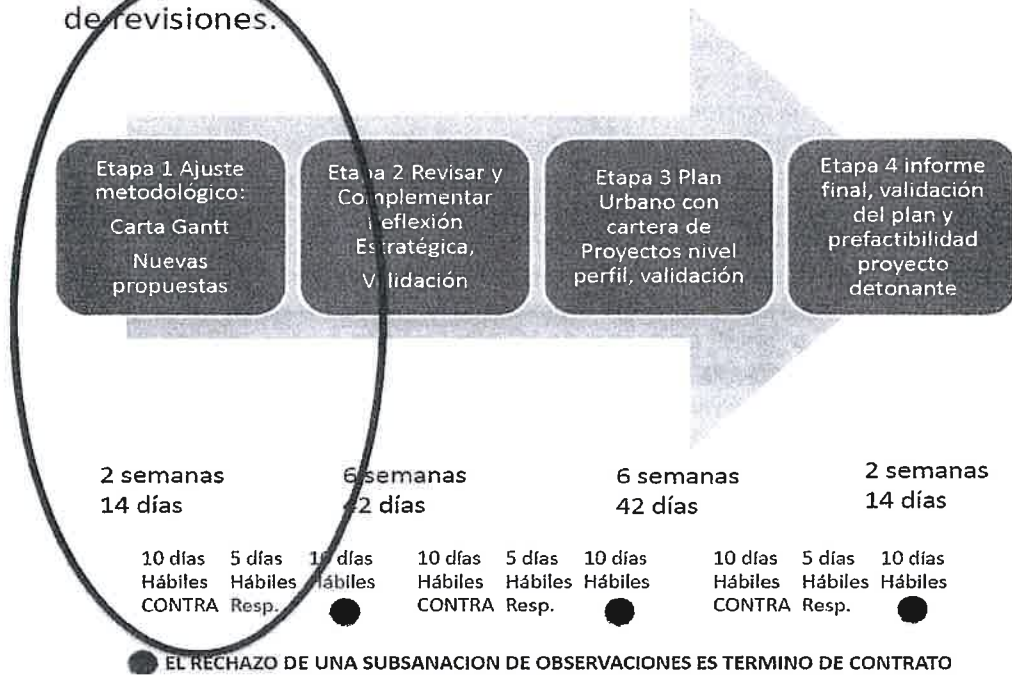 de revisiones.
Etapa 1 Ajuste
metodológico:
Carta Gantt
Nuevas
propuestas
Etapa 2 Revisar y
Complementar
Reflexión
Estratégica,
Validación
Etapa 3 Plan
Urbano con
cartera de
Proyectos nivel
perfil, validación
Etapa 4 informe
final, validación
del plan y
prefactibilidad
proyecto
detonante
2 semanas
14 días
6 semanas
42 días
6 semanas
42 días
2 semanas
14 días
10 días
Hábiles
CONTRA
5 días
Hábiles
Resp.
10 días
Hábiles
10 días
Hábiles
CONTRA
5 días
Hábiles
Resp.
10 días
Hábiles
10 días
Hábiles
CONTRA
5 días
Hábiles
Resp.
10 días
Hábiles
EL RECHAZO DE UNA SUBSANACION DE OBSERVACIONES ES TERMINO DE CONTRATO